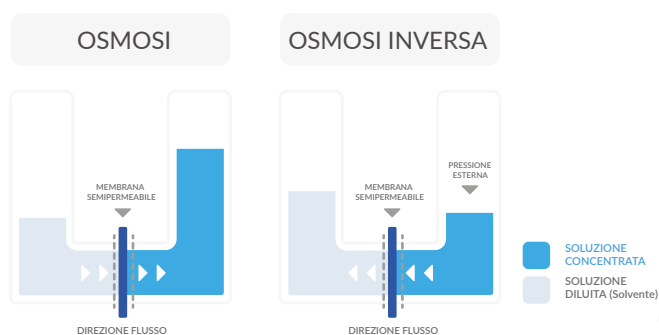 OSMOSI
OSMOSI INVERSA
MEMBRANA
SEMIPERMEABILE
DIREZIONE FLUSSO
MEMBRANA
SEMIPERMEABILE
PRESSIONE
ESTERNA
DIREZIONE FLUSSO
SOLUZIONE
CONCENTRATA
SOLUZIONE
DILUITA (Solvente)